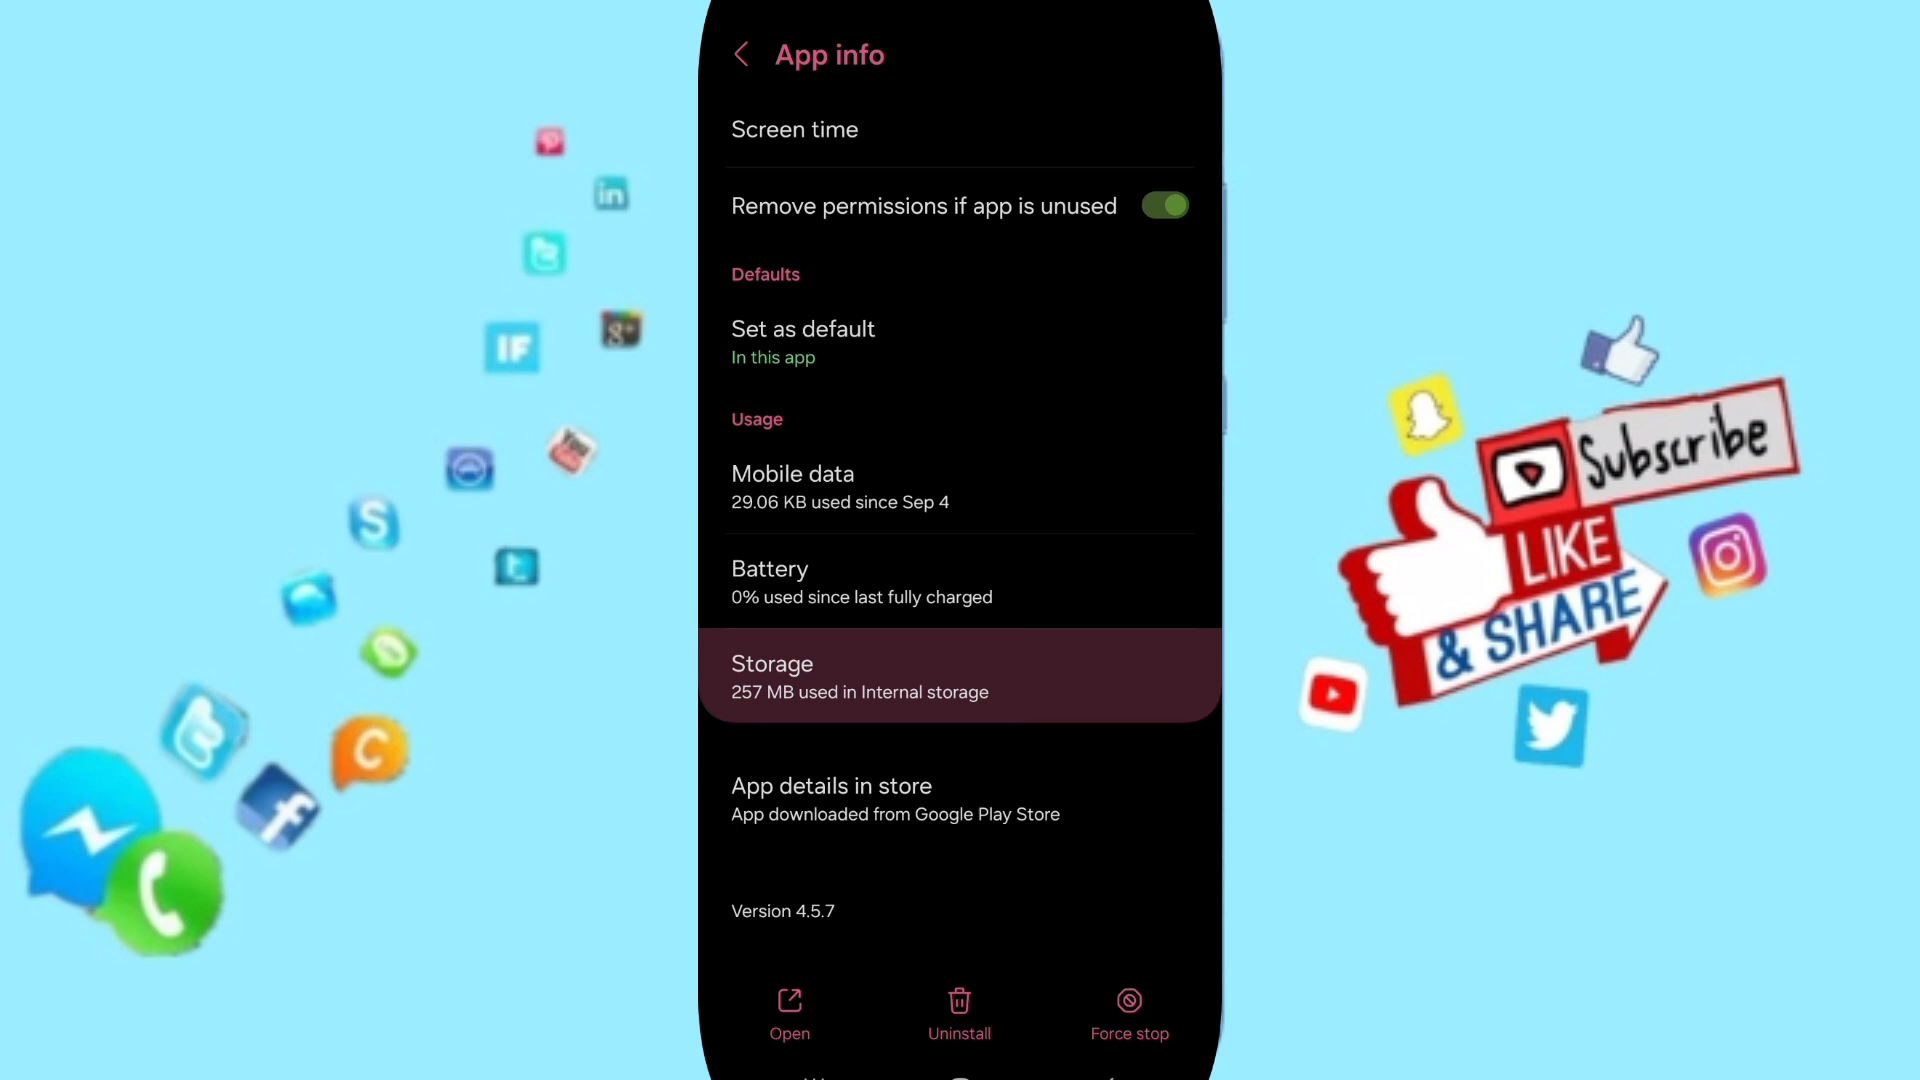 App info
Screen time
Remove permissions if app is unused
Defaults
Set as default
In this app
Usage
Mobile data
29.06 KB used since Sep 4
Battery
0% used since last fully charged
Storage
257 MB used in Internal storage
App details in store
App downloaded from Google Play Store
Version 4.5.7
Open
Uninstall
Force stop
in
IF
g+
You
S
C
f
Subscribe
LIKE
& SHARE